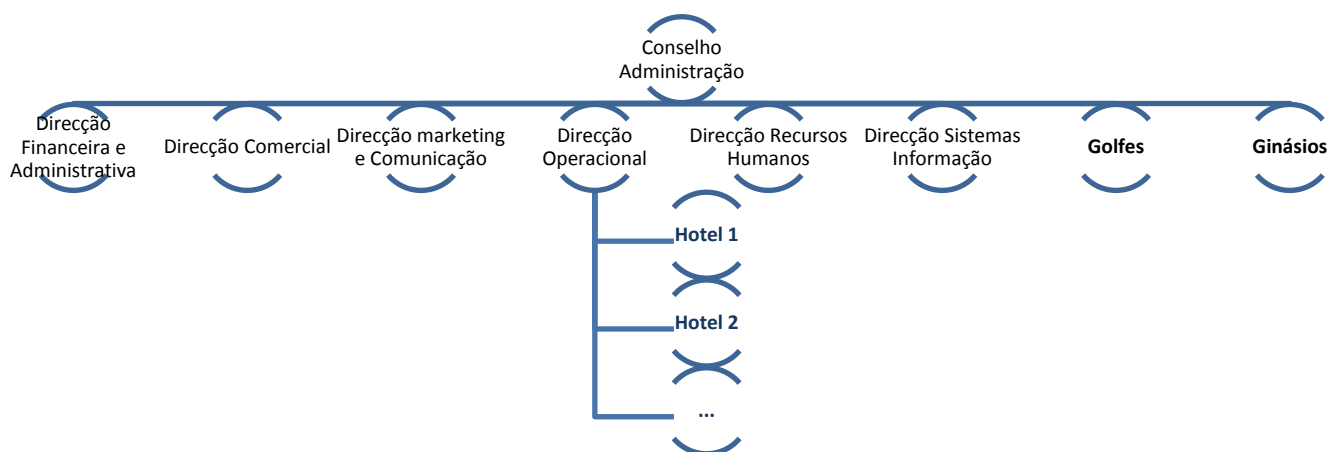 Conselho
Administração
Direcção
Financeira e
Administrativa
Direcção Comercial
Direcção marketing
e Comunicação
Direcção
Operacional
Direcção Recursos
Humanos
Direcção Sistemas
Informação
Golfes
Ginásios
Hotel 1
Hotel 2
...